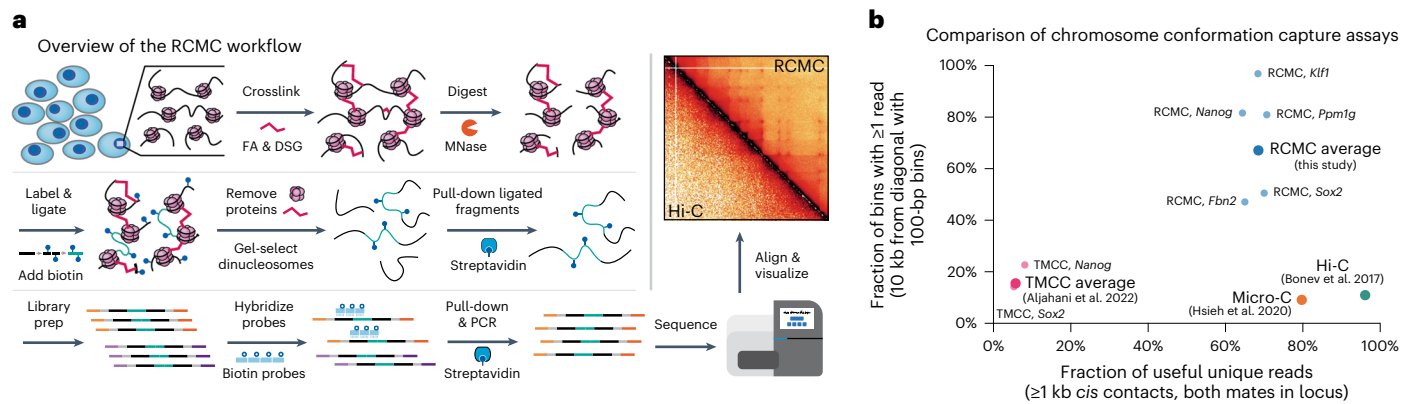 a
Overview of the RCMC workflow
Crosslink
FA & DSG
Digest
MNase
Label &
ligate
Add biotin
Remove
proteins
Gel-select
dinucleosomes
Pull-down ligated
fragments
Streptavidin
Library
prep
Hybridize
probes
Biotin probes
Pull-down
& PCR
Streptavidin
Sequence
Align &
visualize
RCMC
Hi-C
b
Comparison of chromosome conformation capture assays
Fraction of bins with ≥1 read
(10 kb from diagonal with
100-bp bins)
100%
80%
60%
40%
20%
0%
RCMC, Klf1
RCMC, Nanog
RCMC, Ppm1g
RCMC average
(this study)
RCMC, Sox2
RCMC, Fbn2
TMCC, Nanog
TMCC average
(Aljahani et al. 2022)
TMCC, Sox2
Hi-C
(Bonev et al. 2017)
Micro-C
(Hsieh et al. 2020)
0%
20%
40%
60%
80%
100%
Fraction of useful unique reads
(≥1 kb cis contacts, both mates in locus)